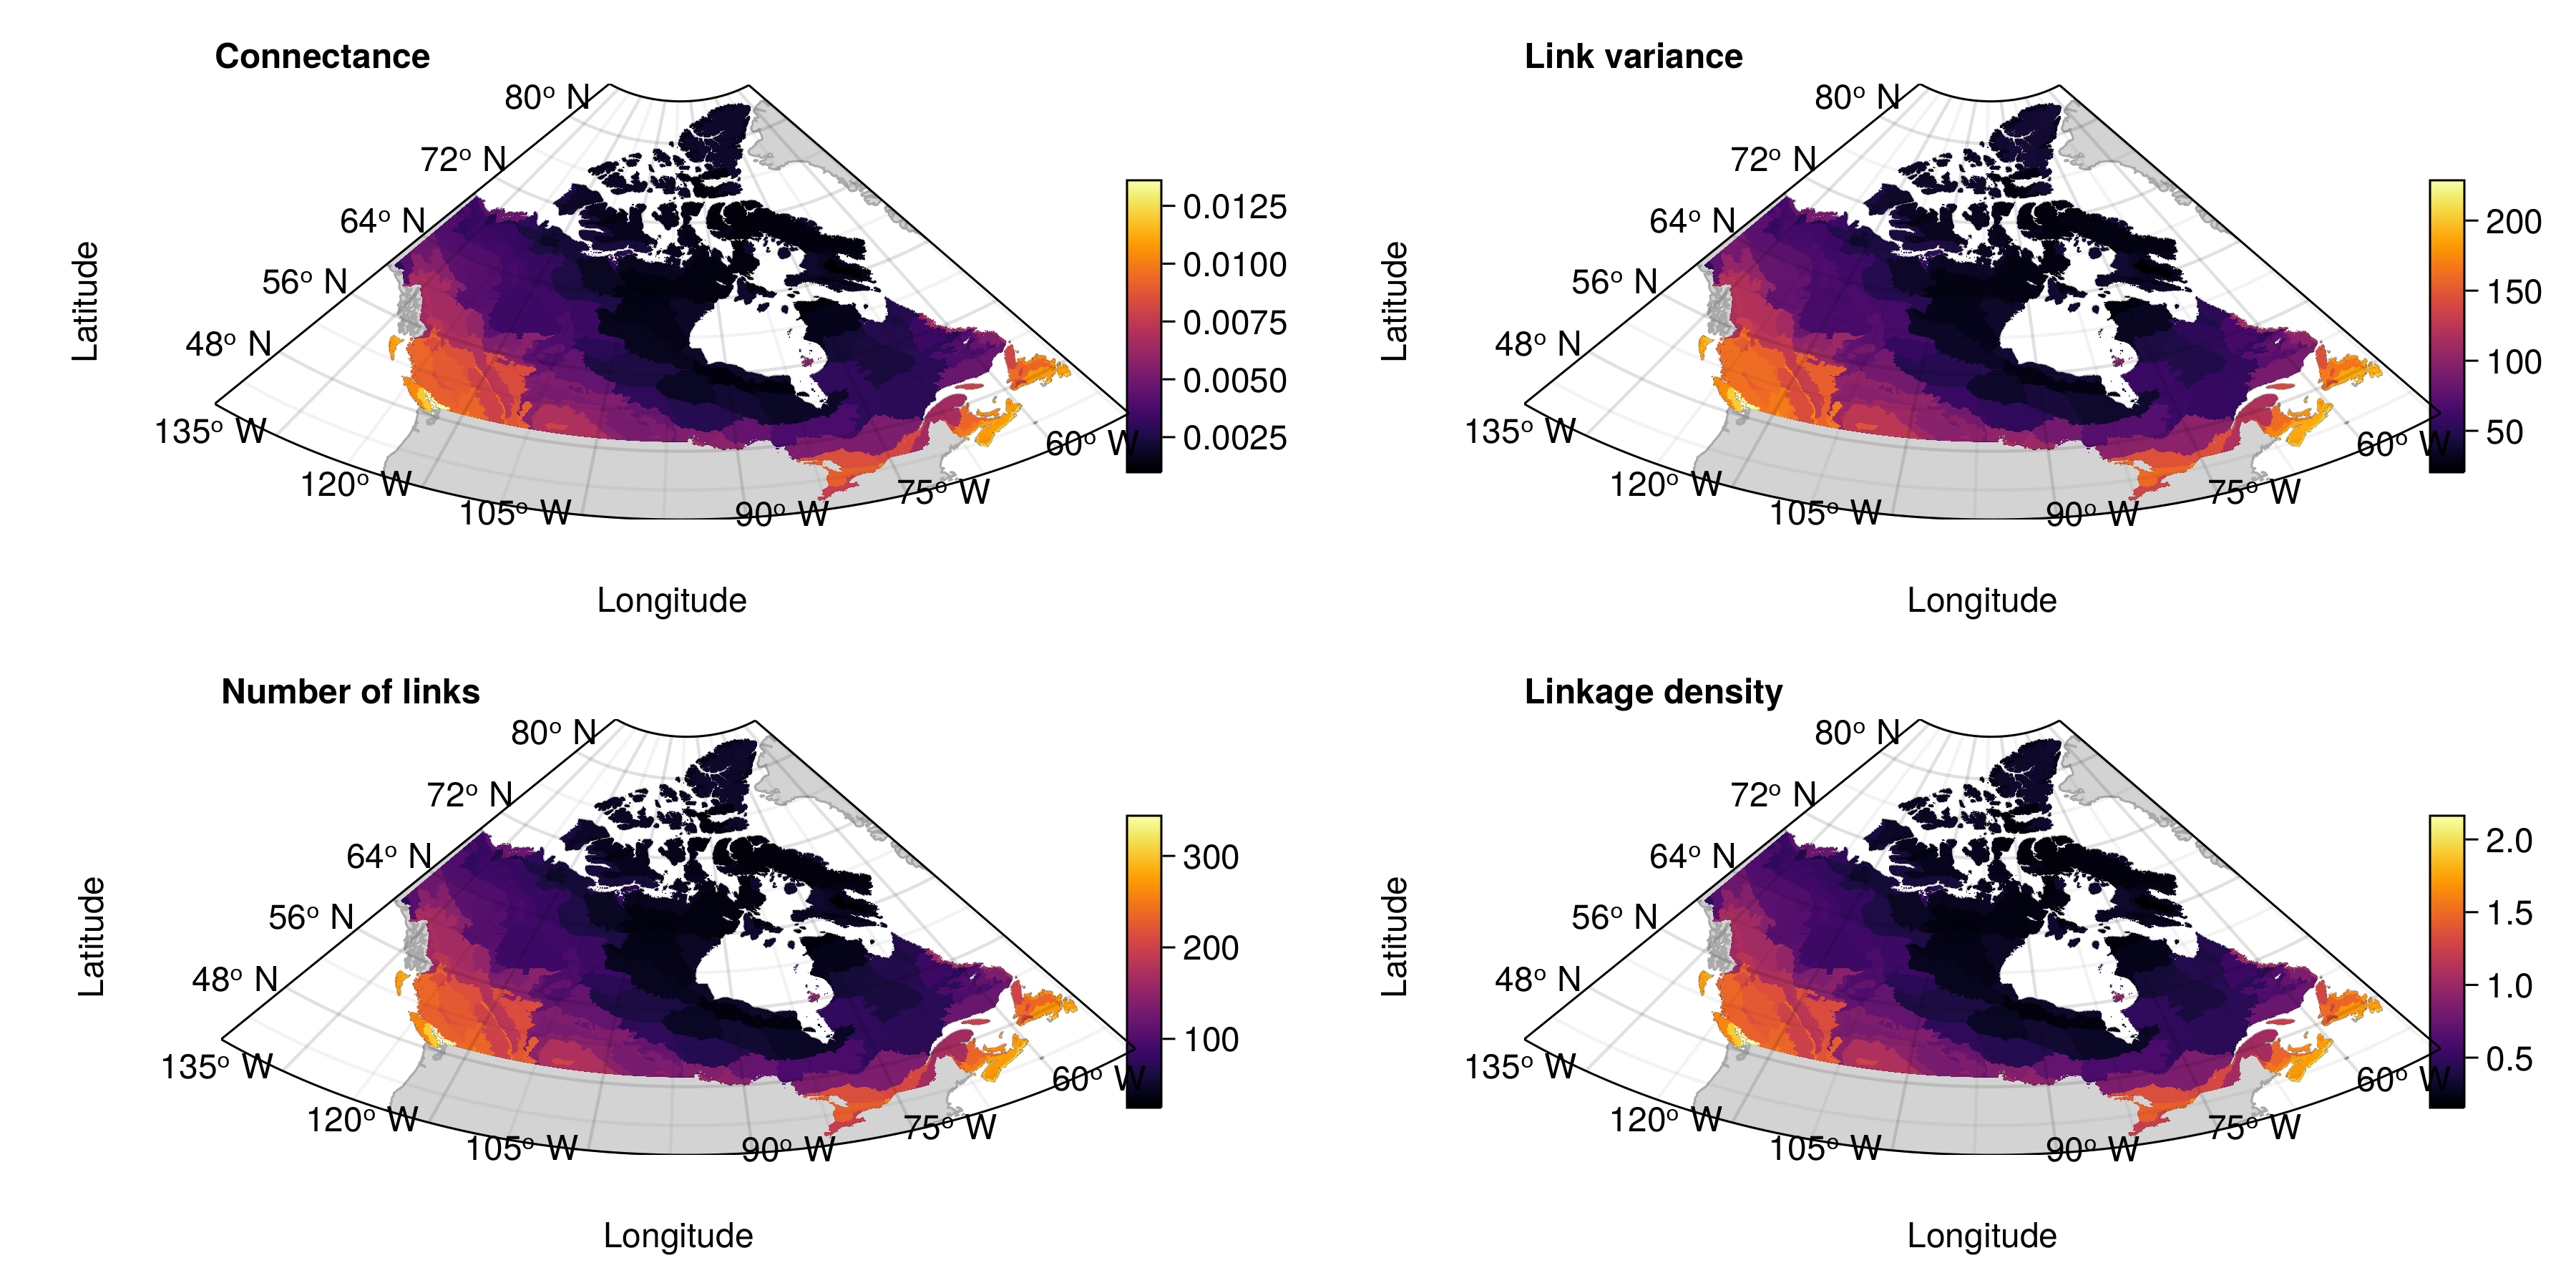 Connectance
80° N
72° N
64° N
56° N
48° N
135° W
120° W
105° W
90° W
75° W
60° W
Latitude
Longitude
0.0125
0.0100
0.0075
0.0050
0.0025
Link variance
80° N
72° N
64° N
56° N
48° N
135° W
120° W
105° W
90° W
75° W
60° W
Latitude
Longitude
200
150
100
50
Number of links
80° N
72° N
64° N
56° N
48° N
135° W
120° W
105° W
90° W
75° W
60° W
Latitude
Longitude
300
200
100
Linkage density
80° N
72° N
64° N
56° N
48° N
135° W
120° W
105° W
90° W
75° W
60° W
Latitude
Longitude
2.0
1.5
1.0
0.5